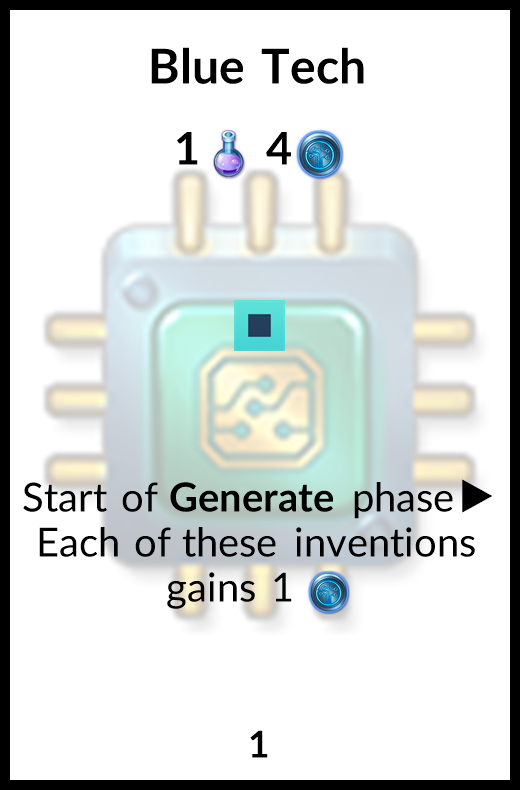 Blue Tech
1 4
Start of Generate phase▶
Each of these inventions
gains 1
1